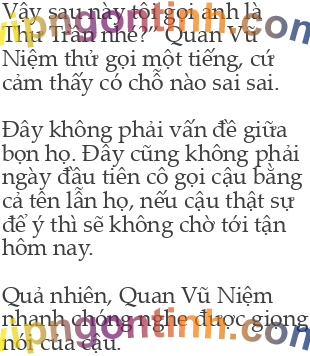 Vậy sau này tôi gọi anh là
Thu Trân nhé?” Quan Vũ
Niệm thử gọi một tiếng, cứ
cảm thấy có chỗ nào sai sai.
Đây không phải vấn đề giữa
bọn họ. Đây cũng không phải
ngày đầu tiên cô gọi cậu bằng
cả tên lẫn họ, nếu cậu thật sự
để ý thì sẽ không chờ tới tận
hôm nay.
Quả nhiên, Quan Vũ Niệm
nhanh chóng nghe được giọng
nói của cậu.
vipngontinh.com
vipngontinh.com